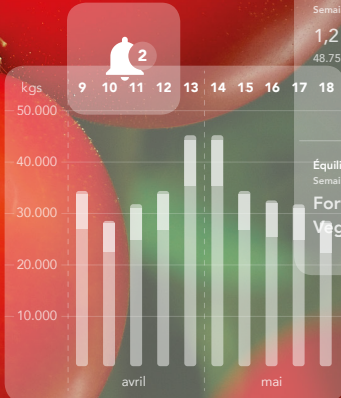 Semai
1,2
48.75
2
kgs 9 10 11 12 13 14 15 16 17 18
50.000
40.000
30.000
20.000
10.000
Équili
Semai
For
Veg
avril mai